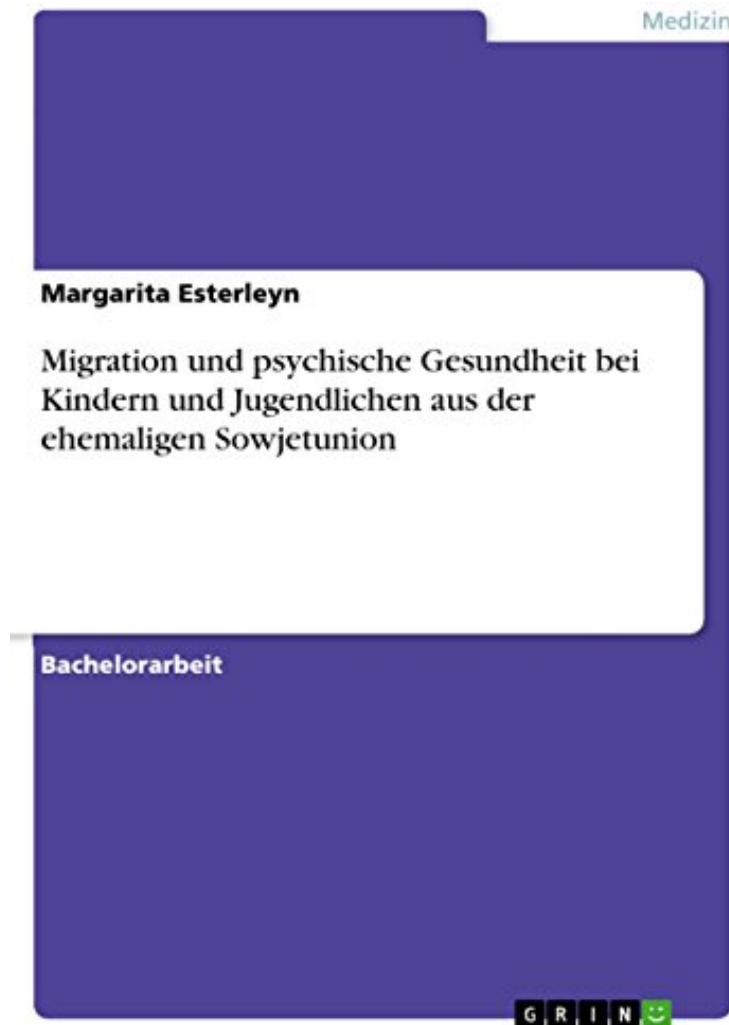 Medizin
Margarita Esterleyn
Migration und psychische Gesundheit bei
Kindern und Jugendlichen aus der
ehemaligen Sowjetunion
Bachelorarbeit
GRIN